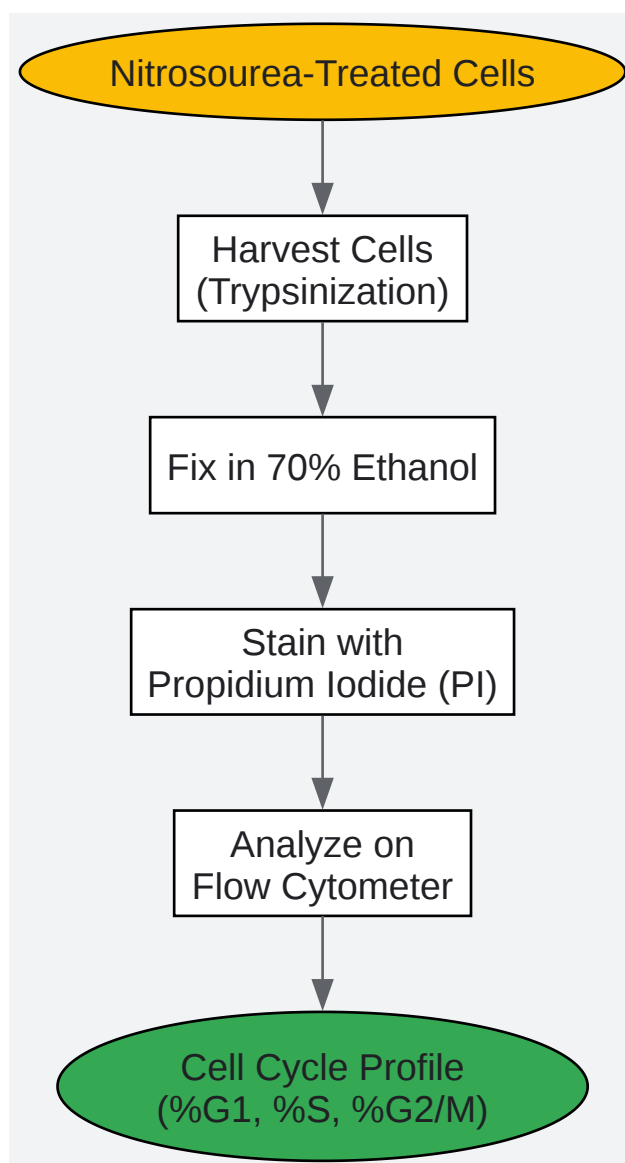 Nitrosourea-Treated Cells
Harvest Cells
(Trypsinization)
Fix in 70% Ethanol
Stain with
Propidium Iodide (PI)
Analyze on
Flow Cytometer
Cell Cycle Profile
(%G1, %S, %G2/M)